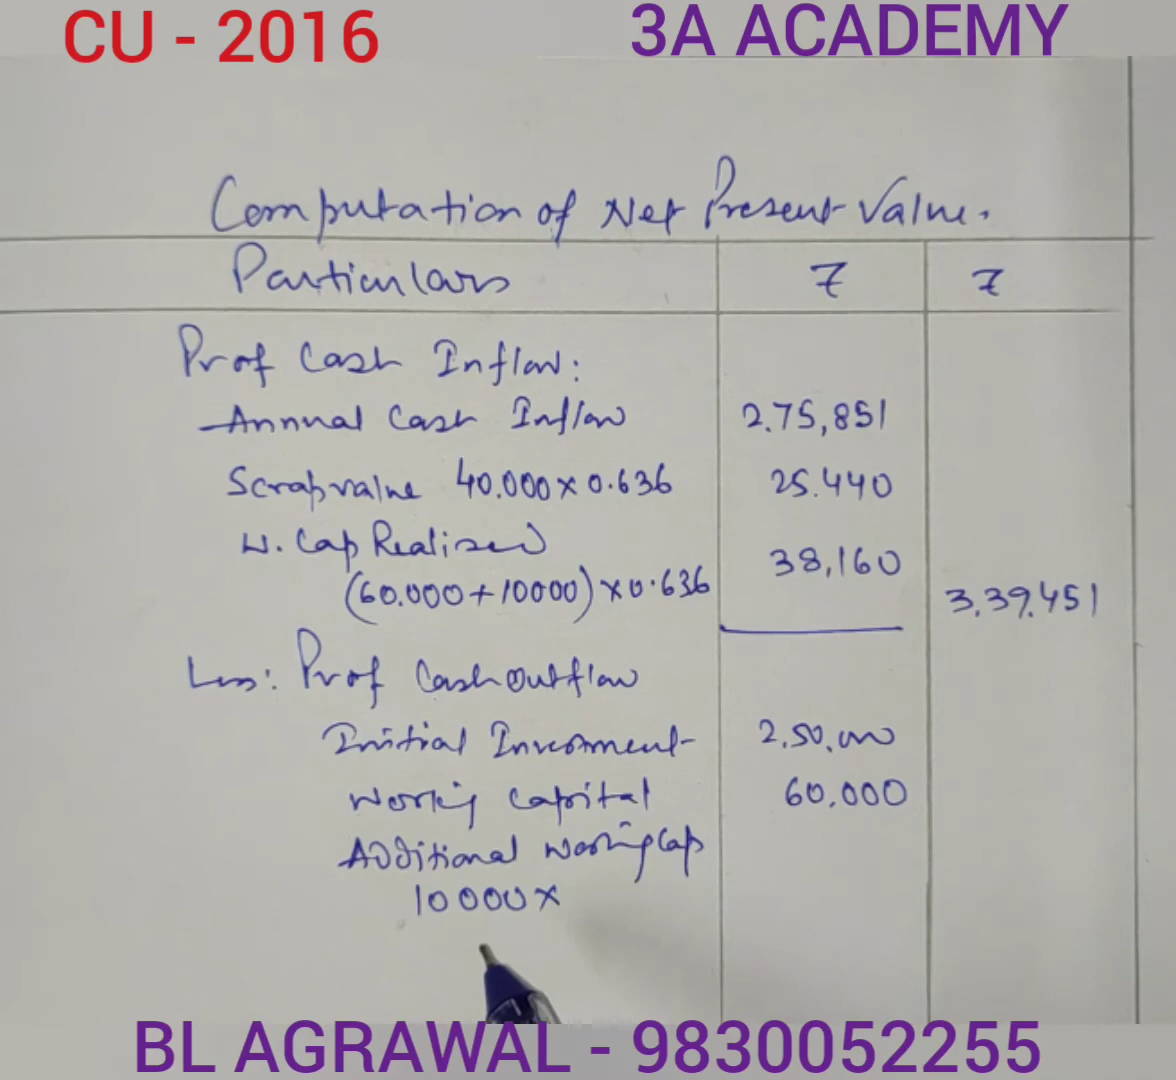 CU - 2016 3A ACADEMY
Computation of Net Present Value.
Particulars ₹ ₹
Pr of Cash Inflow:
Annual Cash Inflow 2,75,851
Scrap value 40.000 x 0.636 25.440
W. Cap Realised
(60.000 + 10000) x 0.636 38,160 3,39,451
Less: Pr of Cash outflow
Initial Investment 2,50,000
Working Capital 60,000
Additional Working Cap
10000 x
BL AGRAWAL - 9830052255